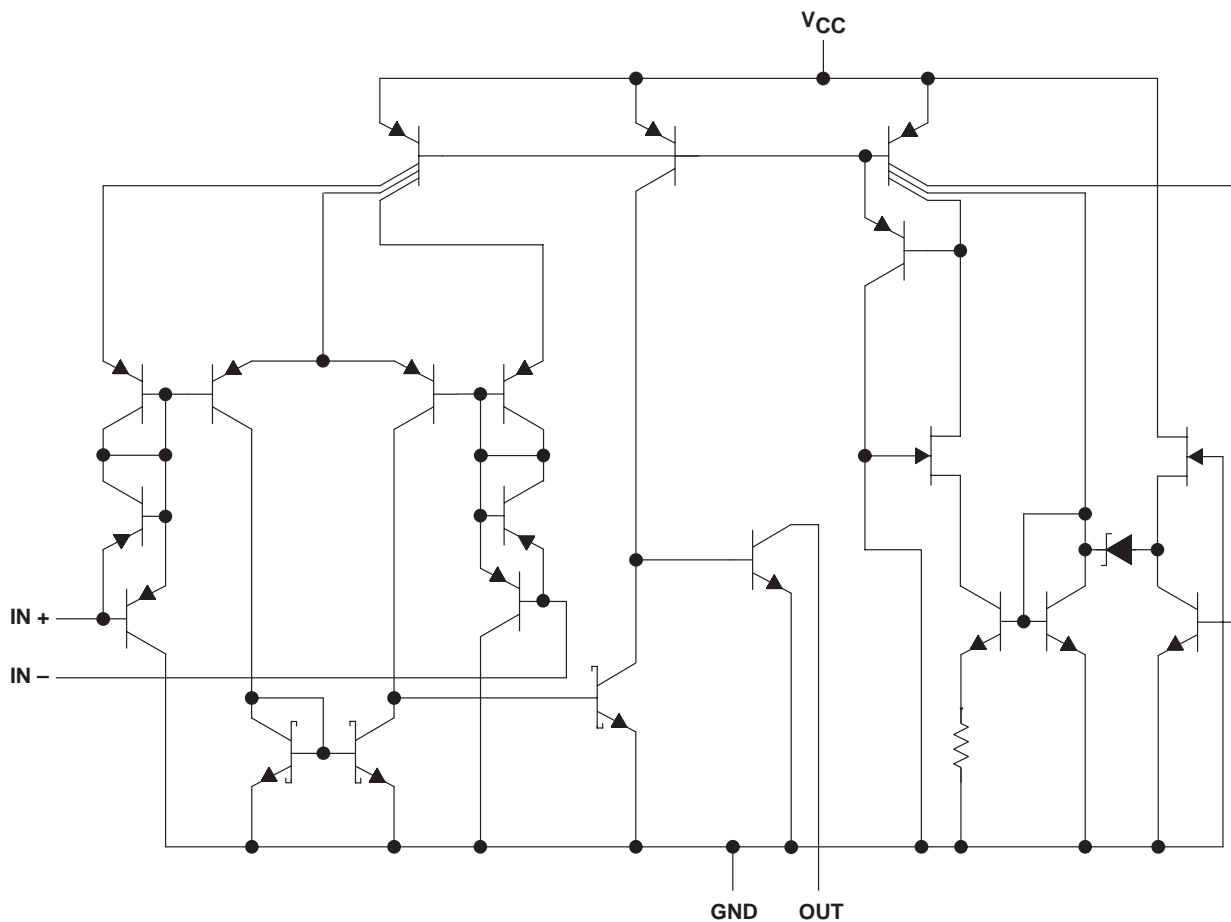 VCC
IN +
IN –
GND
OUT